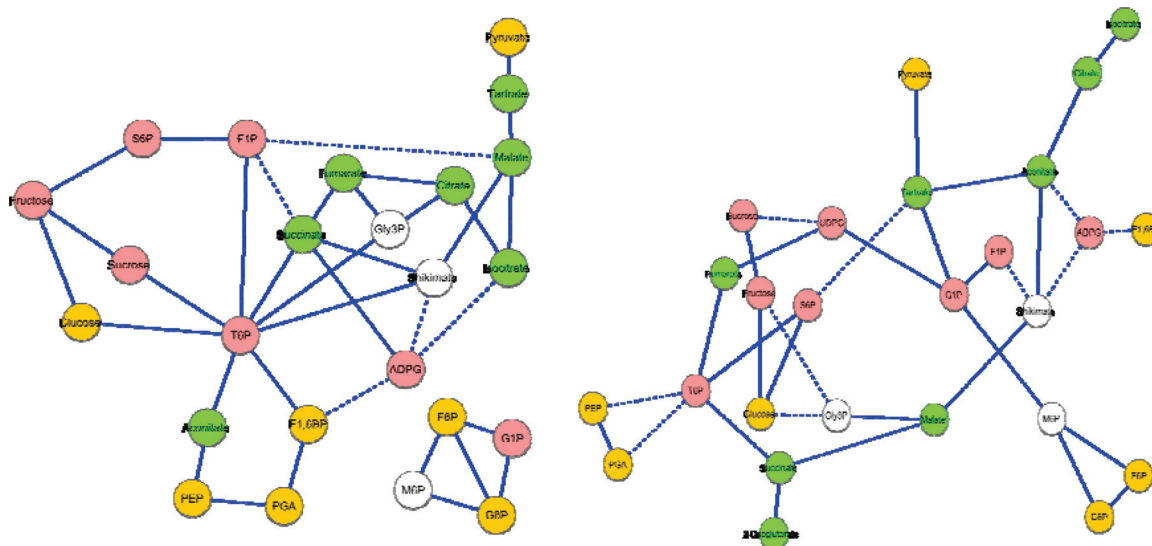 Pyruvate
Tartrate
S6P
F1P
Malate
Fumarate
Citrate
Fructose
Gly3P
Succinate
Sucrose
Shikimate
Isocitrate
Glucose
T6P
ADPG
Aconitate
F1,6BP
F6P
G1P
M6P
PEP
PGA
G6P
Isocitrate
Citrate
Pyruvate
Aconitate
Tartrate
Sucrose
UDPG
ADPG
F1P
Fumarate
Fructose
S6P
G1P
Shikimate
T6P
PEP
Glucose
Gly3P
Malate
M6P
PGA
Succinate
F6P
G6P